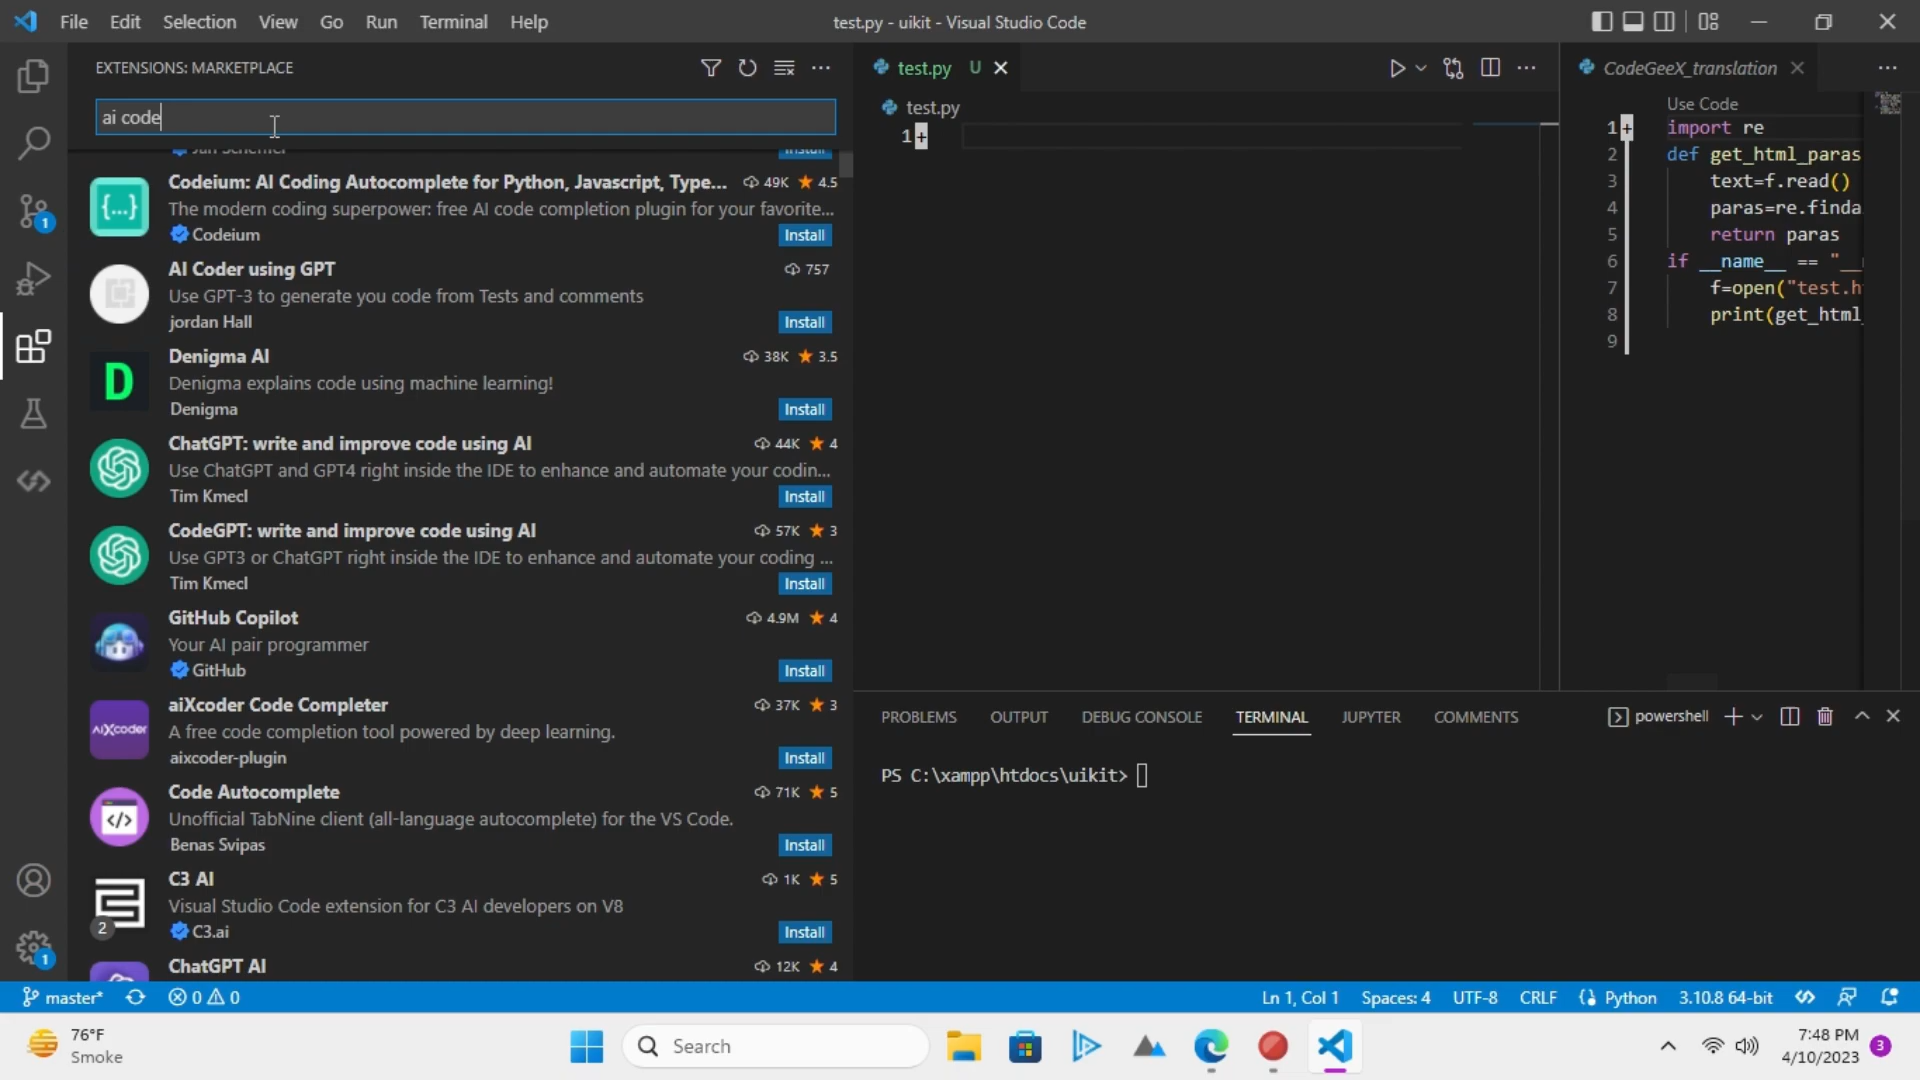 File Edit Selection View Go Run Terminal Help
test.py - uikit - Visual Studio Code
EXTENSIONS: MARKETPLACE
ai code
Install
Codeium: AI Coding Autocomplete for Python, Javascript, Type... 49K 4.5
The modern coding superpower: free AI code completion plugin for your favorite...
Codeium Install
AI Coder using GPT 757
Use GPT-3 to generate you code from Tests and comments
jordan Hall Install
D
Denigma AI 38K 3.5
Denigma explains code using machine learning!
Denigma Install
ChatGPT: write and improve code using AI 44K 4
Use ChatGPT and GPT4 right inside the IDE to enhance and automate your codin...
Tim Kmecl Install
CodeGPT: write and improve code using AI 57K 3
Use GPT3 or ChatGPT right inside the IDE to enhance and automate your coding ...
Tim Kmecl Install
GitHub Copilot 4.9M 4
Your AI pair programmer
GitHub Install
aiXcoder
aiXcoder Code Completer 37K 3
A free code completion tool powered by deep learning.
aixcoder-plugin Install
Code Autocomplete 71K 5
Unofficial TabNine client (all-language autocomplete) for the VS Code.
Benas Svipas Install
C3 AI 1K 5
Visual Studio Code extension for C3 AI developers on V8
2 C3.ai Install
ChatGPT AI 12K 4
1
1
test.py U
test.py
1 +
CodeGeeX_translation
Use Code
1 + import re
2 def get_html_paras
3 text=f.read()
4 paras=re.finda
5 return paras
6 if __name__ == "__
7 f=open("test.h
8 print(get_html_
9
PROBLEMS OUTPUT DEBUG CONSOLE TERMINAL JUPYTER COMMENTS
powershell
PS C:\xampp\htdocs\uikit>
master* 0 0
Ln 1, Col 1 Spaces: 4 UTF-8 CRLF Python 3.10.8 64-bit
76°F
Smoke
Search
7:48 PM
4/10/2023
3